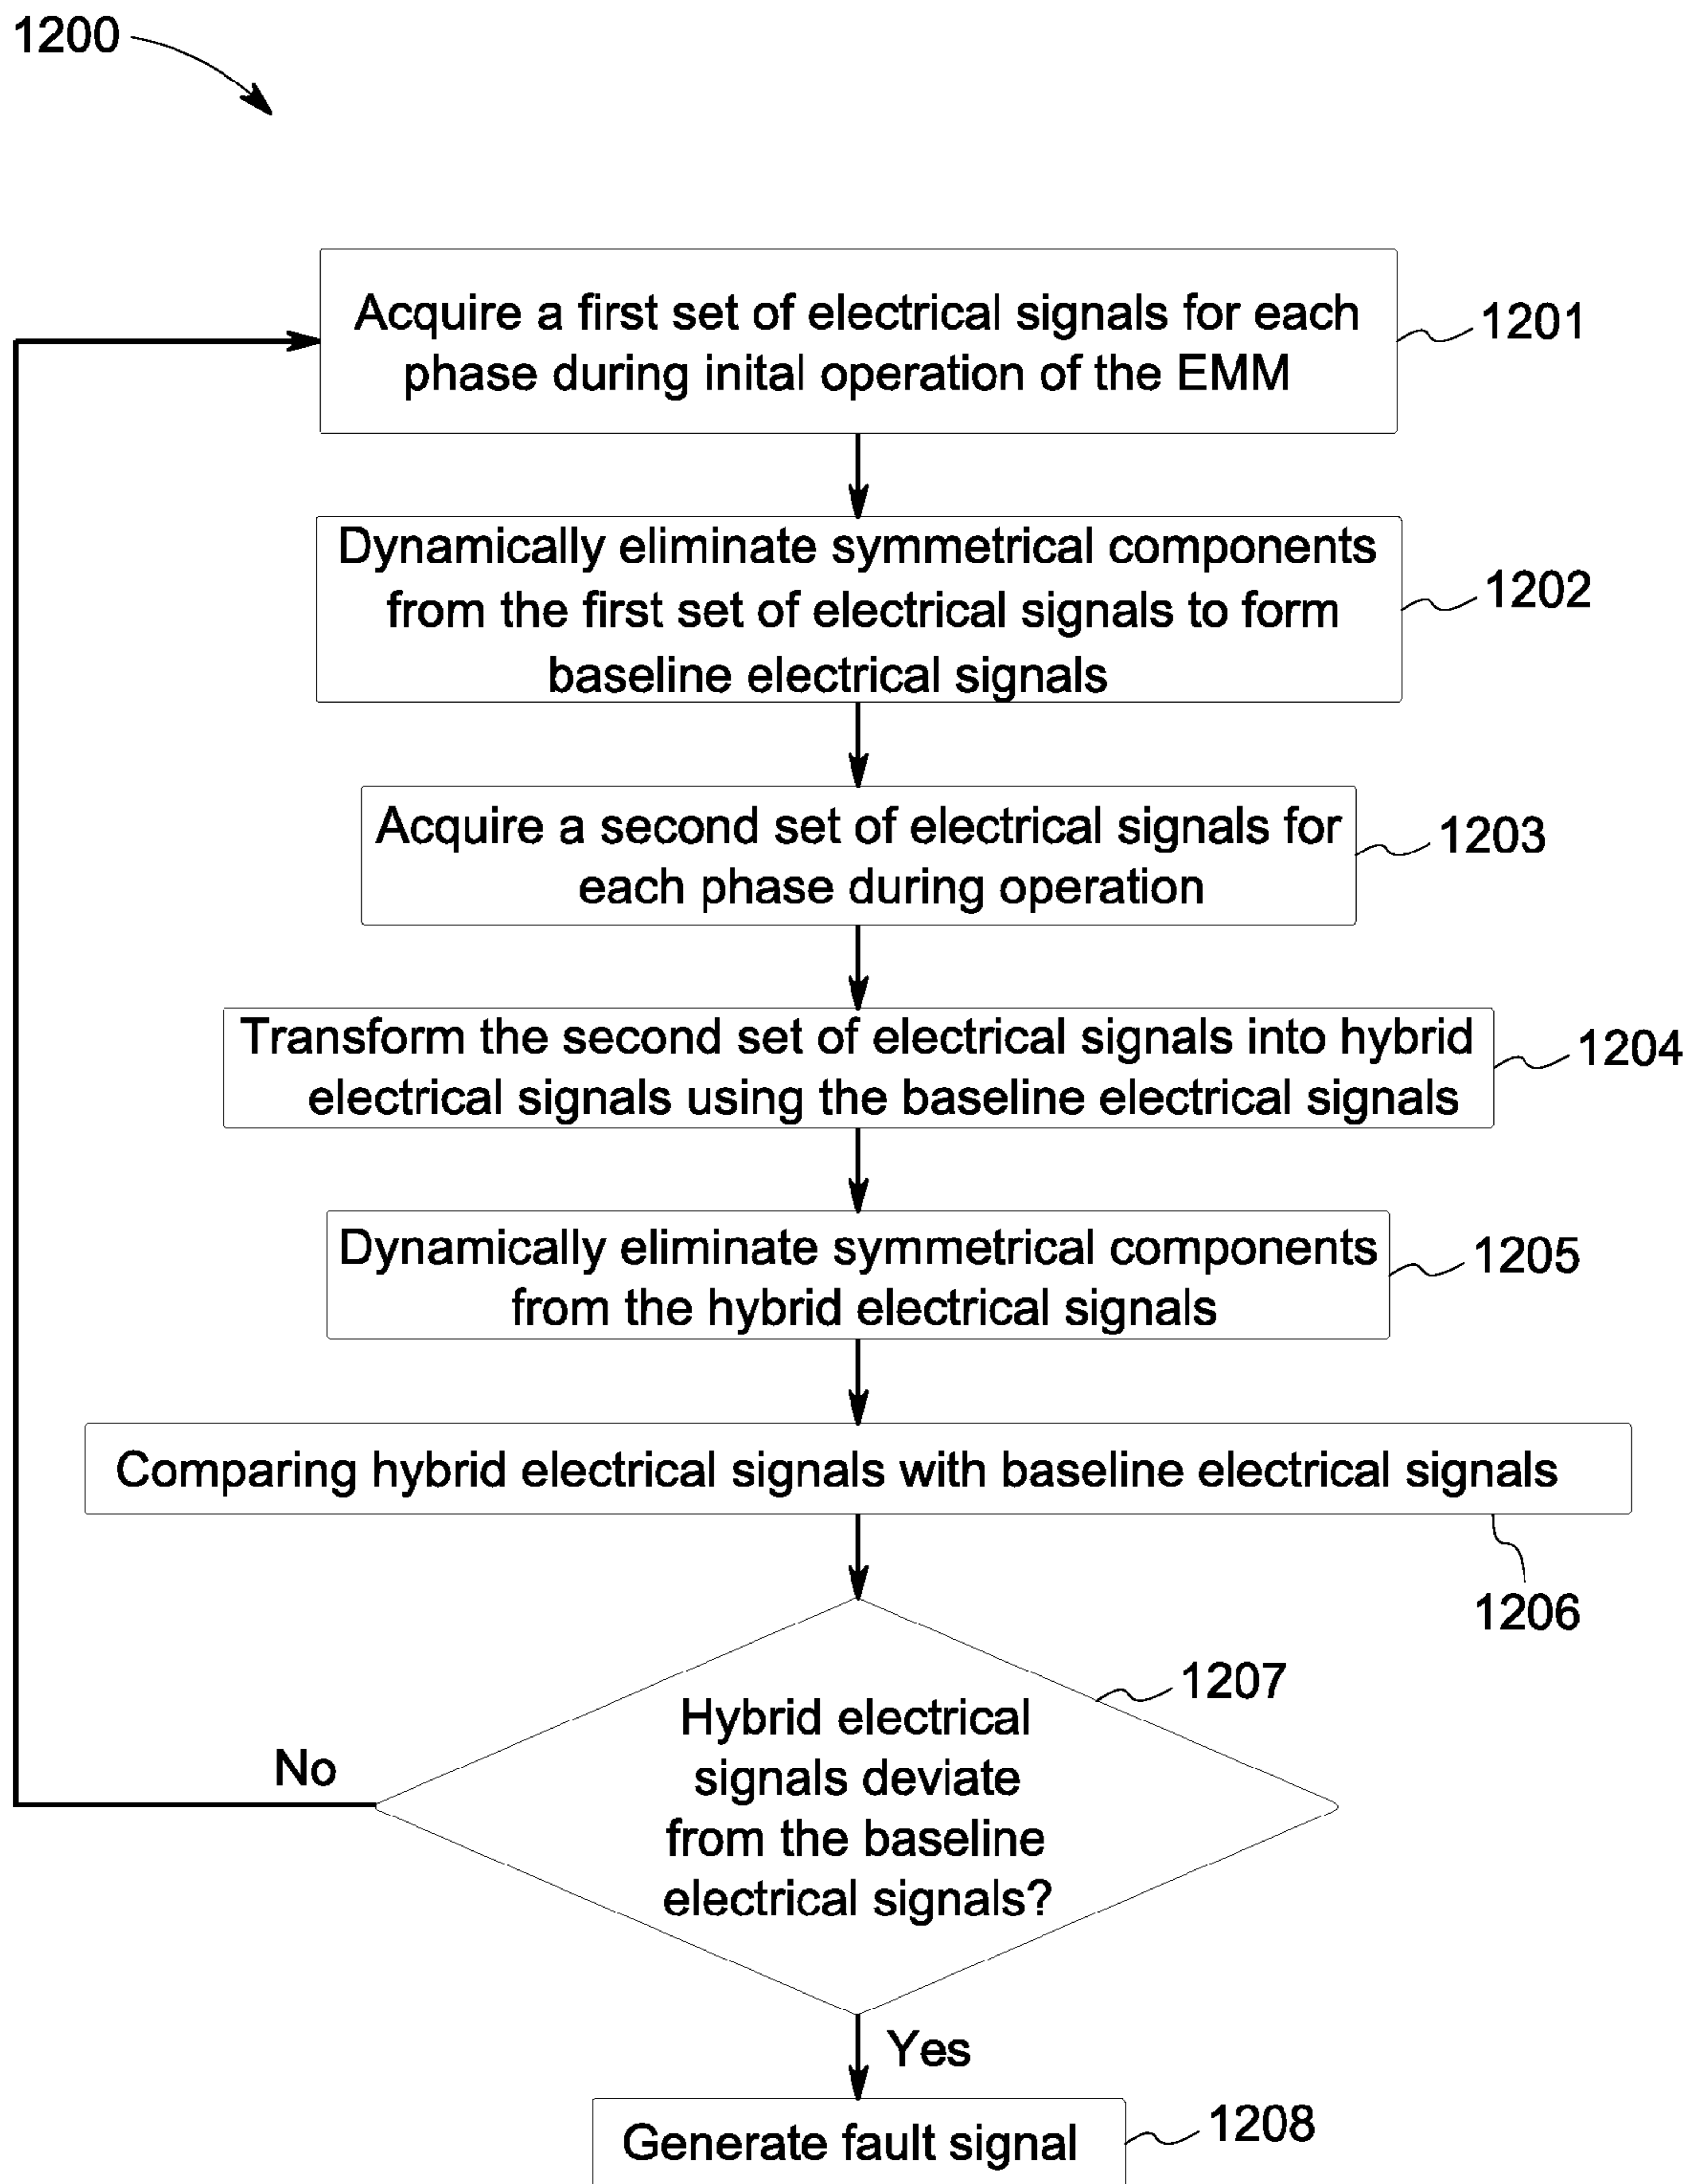 1200
Acquire a first set of electrical signals for each
phase during inital operation of the EMM
1201
Dynamically eliminate symmetrical components
from the first set of electrical signals to form
baseline electrical signals
1202
Acquire a second set of electrical signals for
each phase during operation
1203
Transform the second set of electrical signals into hybrid
electrical signals using the baseline electrical signals
1204
Dynamically eliminate symmetrical components
from the hybrid electrical signals
1205
Comparing hybrid electrical signals with baseline electrical signals
1206
1207
Hybrid electrical
signals deviate
from the baseline
electrical signals?
No
Yes
Generate fault signal
1208